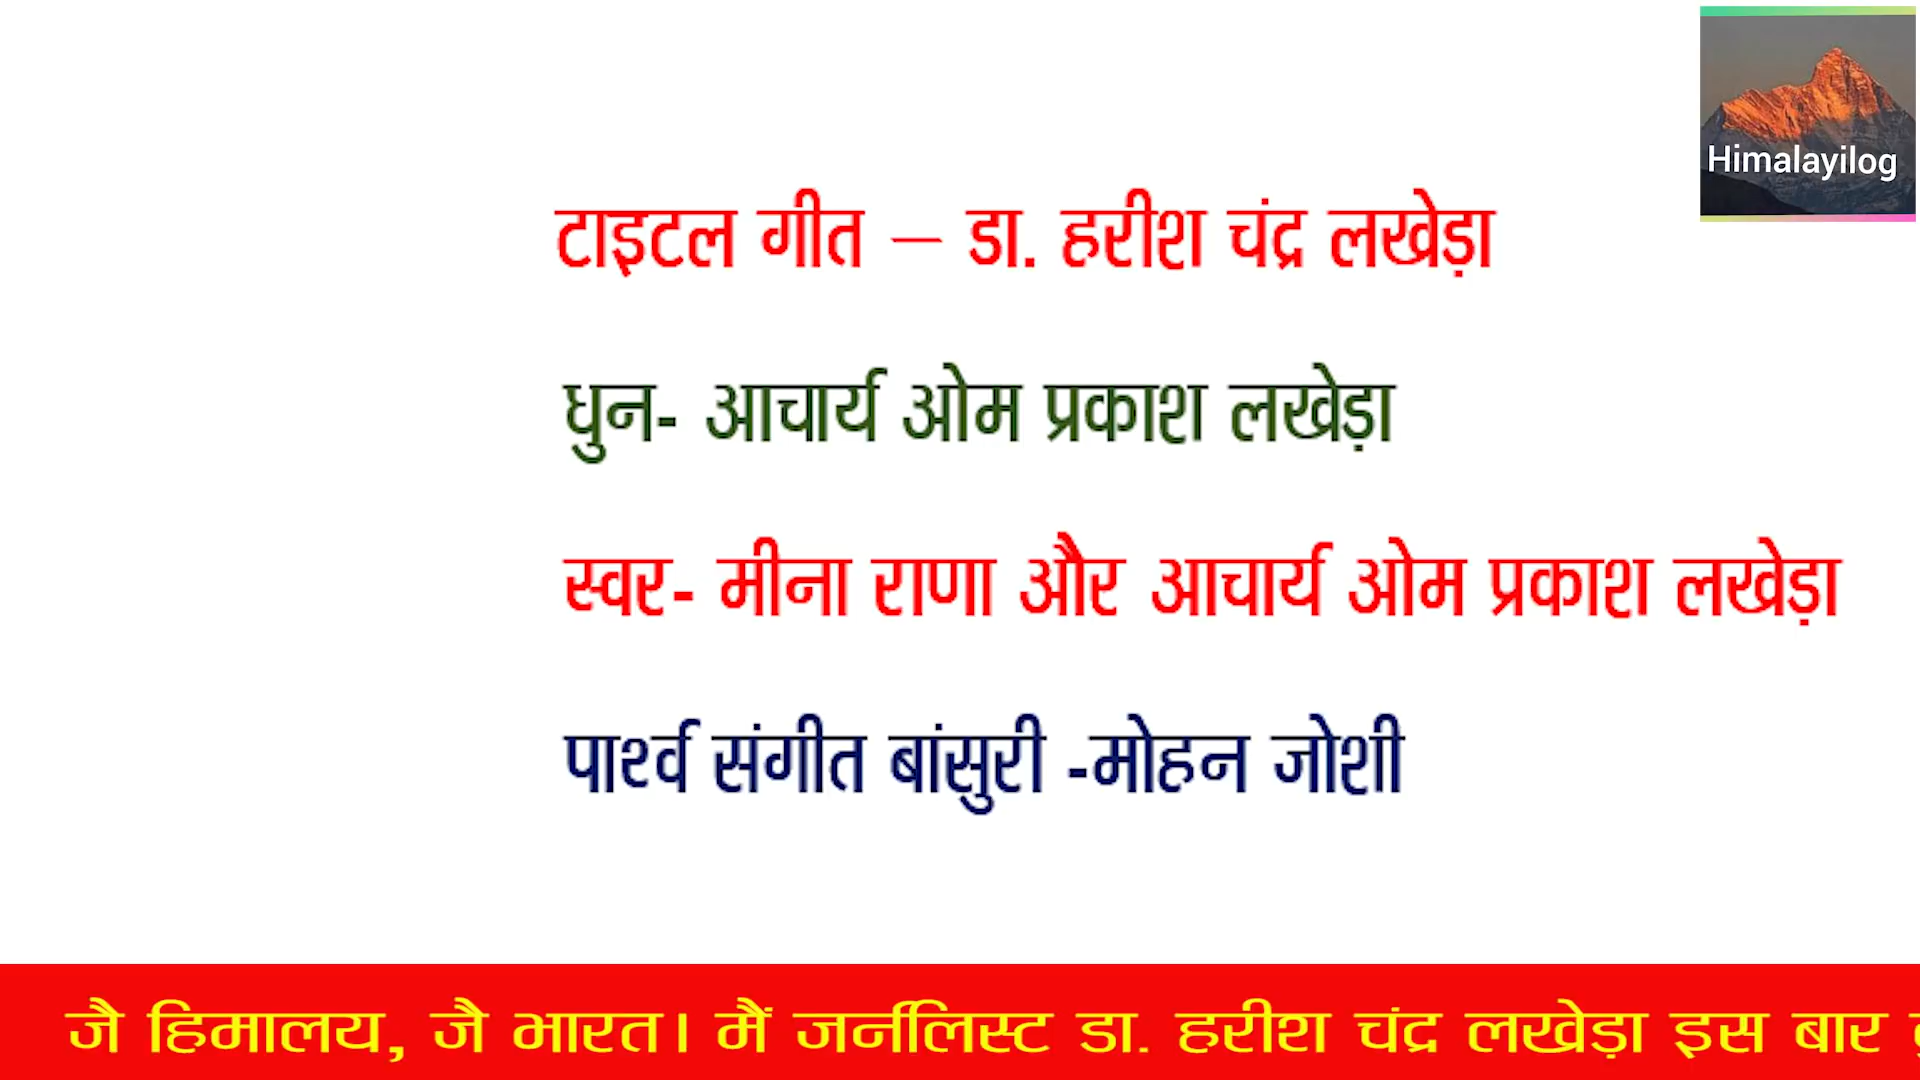 Himalayilog
टाइटल गीत – डा. हरीश चंद्र लखेड़ा
धुन- आचार्य ओम प्रकाश लखेड़ा
स्वर- मीना राणा और आचार्य ओम प्रकाश लखेड़ा
पार्श्व संगीत बांसुरी -मोहन जोशी
जै हिमालय, जै भारत। मैं जर्नलिस्ट डा. हरीश चंद्र लखेड़ा इस बार